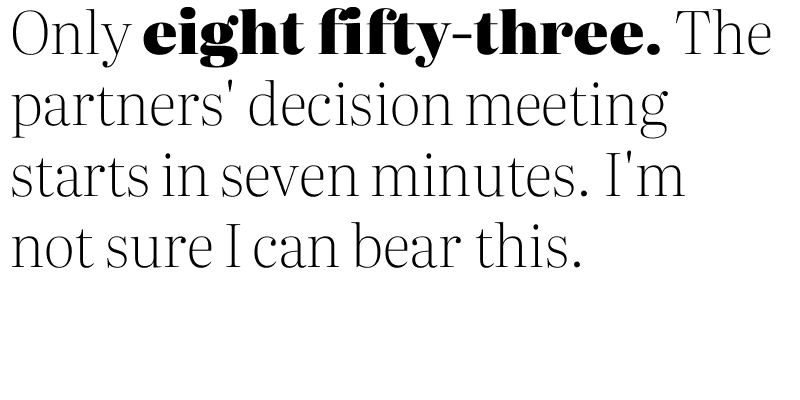 Only eight fifty-three. The
partners' decision meeting
starts in seven minutes. I'm
not sure I can bear this.